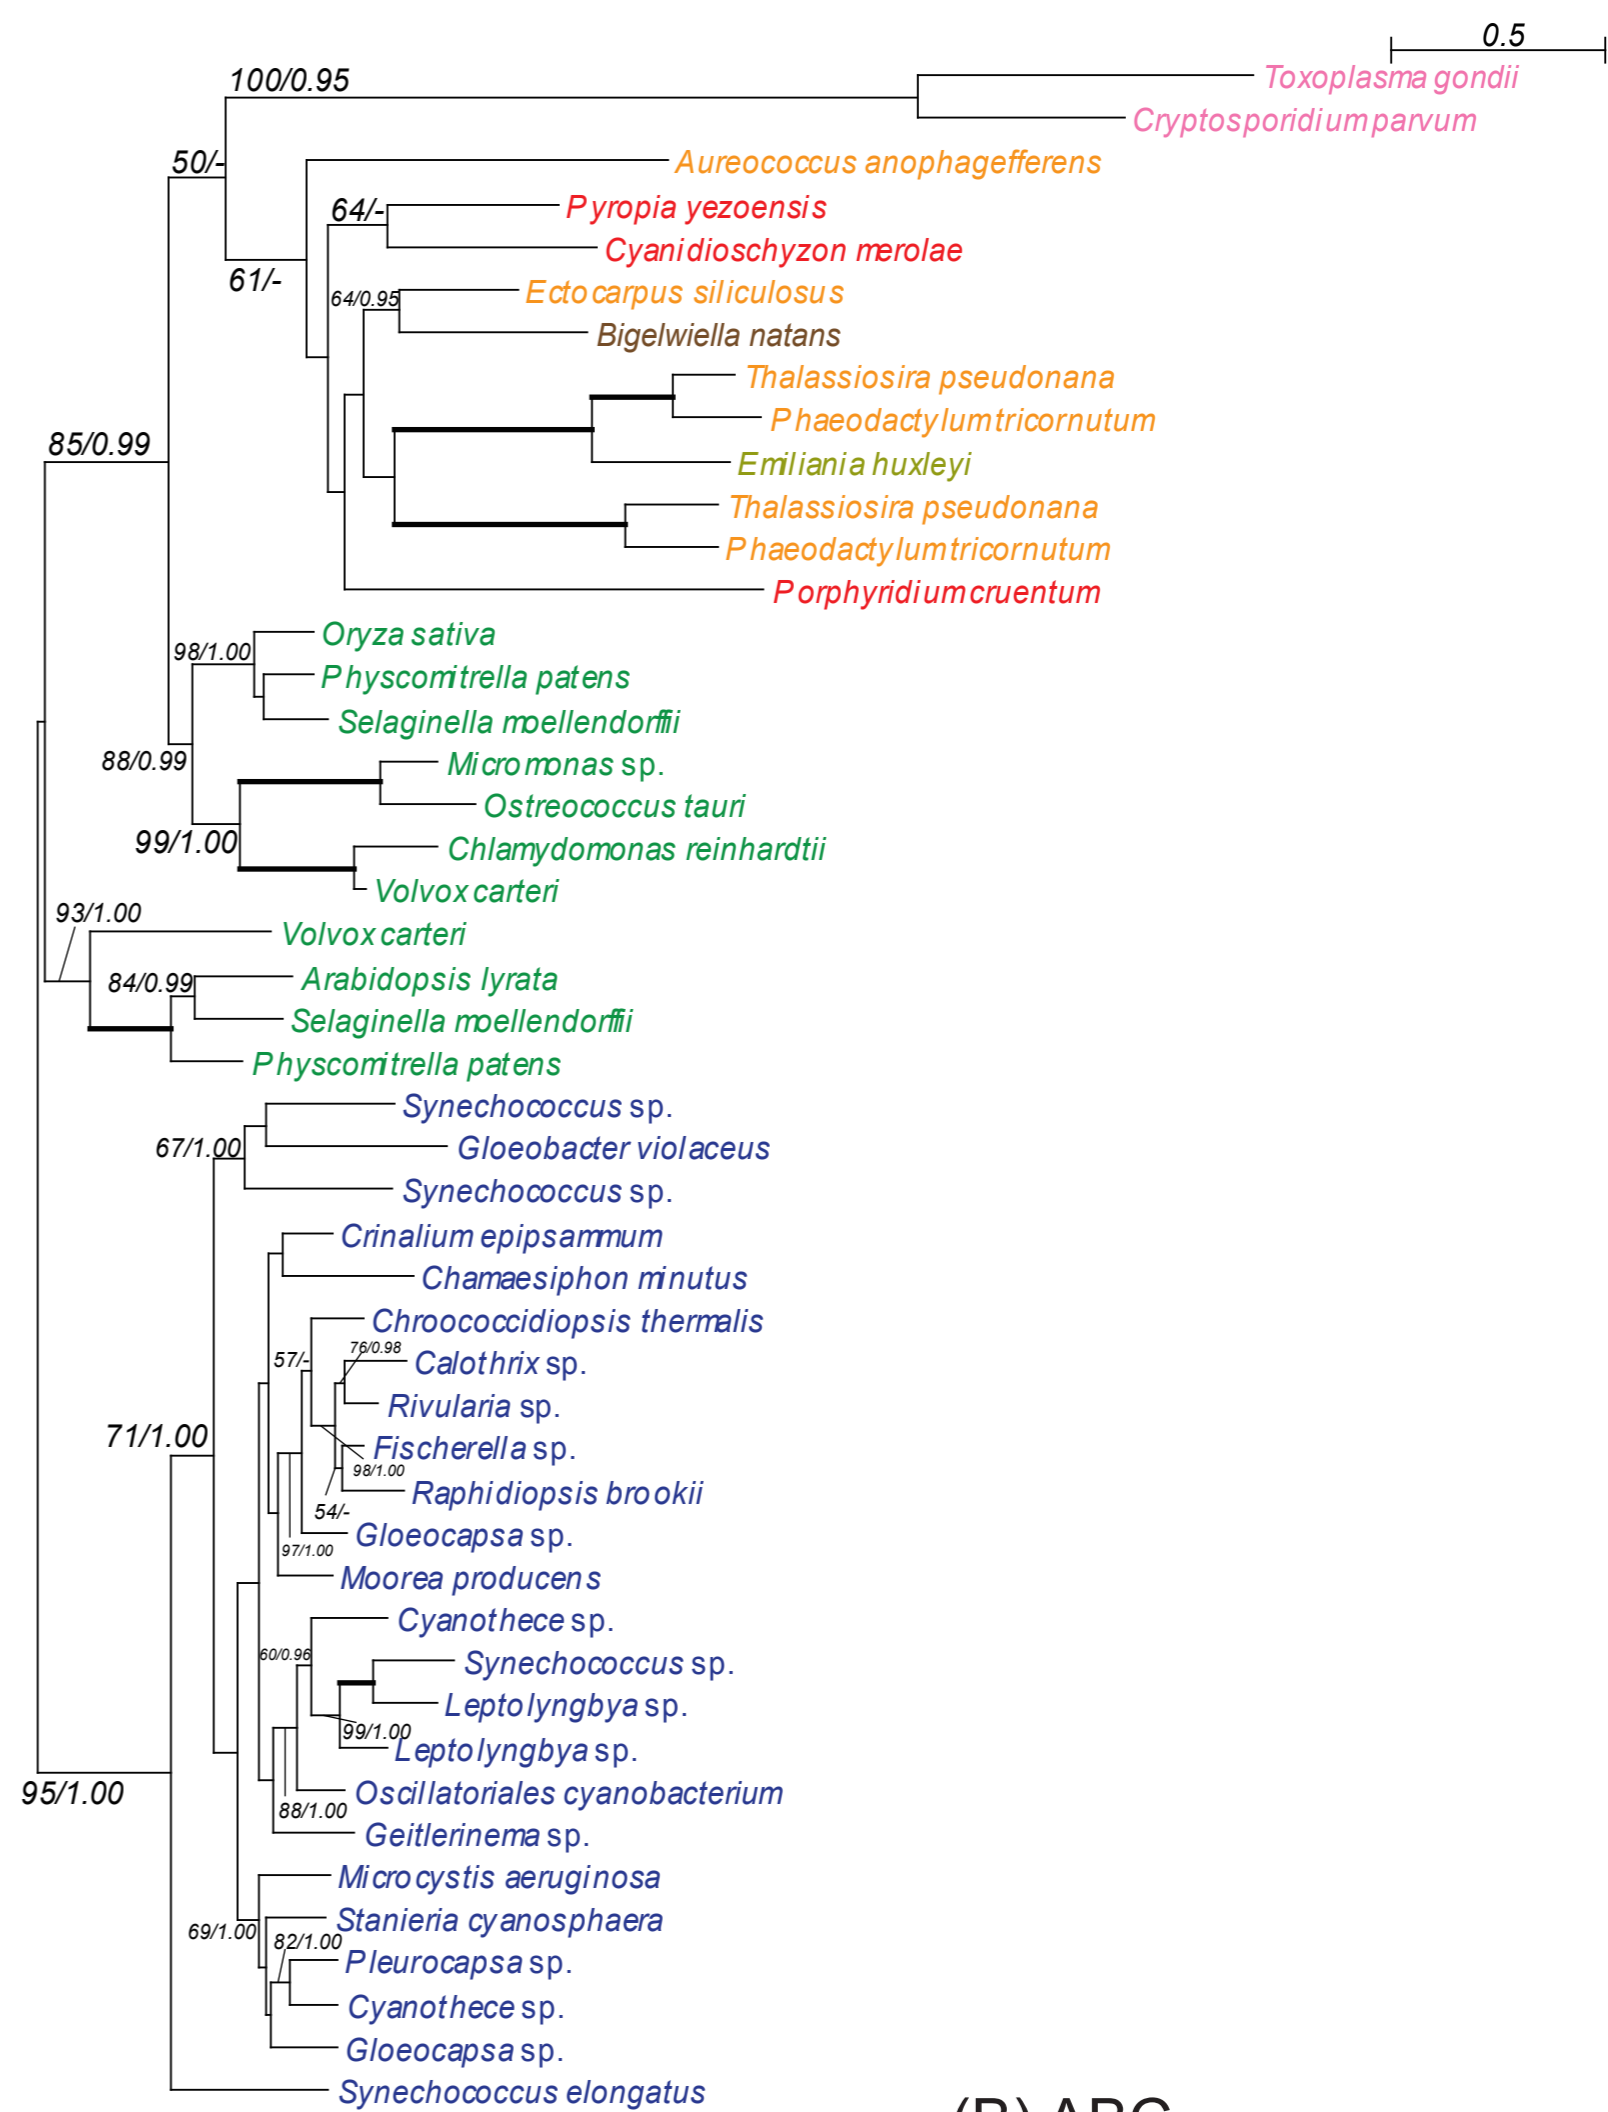 0.5
100/0.95
Toxoplasma gondii
Cryptosporidium parvum
50/-
Aureococcus anophagefferens
64/-
Pyropia yezoensis
Cyanidioschyzon merolae
61/-
64/0.95
Ectocarpus siliculosus
Bigelwiella natans
Thalassiosira pseudonana
Phaeodactylum tricornutum
85/0.99
Emiliania huxleyi
Thalassiosira pseudonana
Phaeodactylum tricornutum
Porphyridium cruentum
Oryza sativa
98/1.00
Physcomitrella patens
Selaginella moellendorffii
88/0.99
Micromonas sp.
Ostreococcus tauri
99/1.00
Chlamydomonas reinhardtii
Volvox carteri
93/1.00
Volvox carteri
84/0.99
Arabidopsis lyrata
Selaginella moellendorffii
Physcomitrella patens
Synechococcus sp.
67/1.00
Gloeobacter violaceus
Synechococcus sp.
Crinalium epipsammum
Chamaesiphon minutus
Chroococcidiopsis thermalis
57/-
76/0.98
Calothrix sp.
Rivularia sp.
71/1.00
Fischerella sp.
98/1.00
Raphidiopsis brookii
54/-
Gloeocapsa sp.
97/1.00
Moorea producens
Cyanothece sp.
60/0.96
Synechococcus sp.
Leptolyngbya sp.
99/1.00
Leptolyngbya sp.
95/1.00
Oscillatoriales cyanobacterium
88/1.00
Geitlerinema sp.
Microcystis aeruginosa
69/1.00
Stanieria cyanosphaera
82/1.00
Pleurocapsa sp.
Cyanothece sp.
Gloeocapsa sp.
Synechococcus elongatus